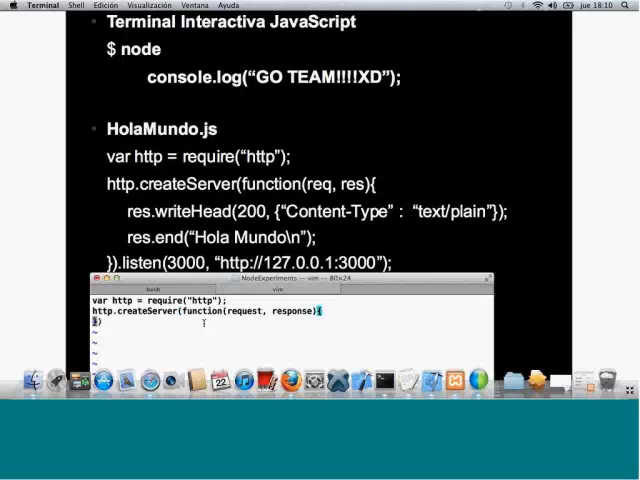 Terminal Shell Edición Visualización Ventana Ayuda jue 18:10
Terminal Interactiva JavaScript
$ node
console.log(“GO TEAM!!!!XD”);
HolaMundo.js
var http = require(“http”);
http.createServer(function(req, res){
res.writeHead(200, {“Content-Type” : “text/plain”});
res.end(“Hola Mundo\n”);
}).listen(3000, “http://127.0.0.1:3000”);
NodeExperiments — vim — 80×24
bash vim
var http = require("http");
http.createServer(function(request, response){
})
~
~
~
~
22